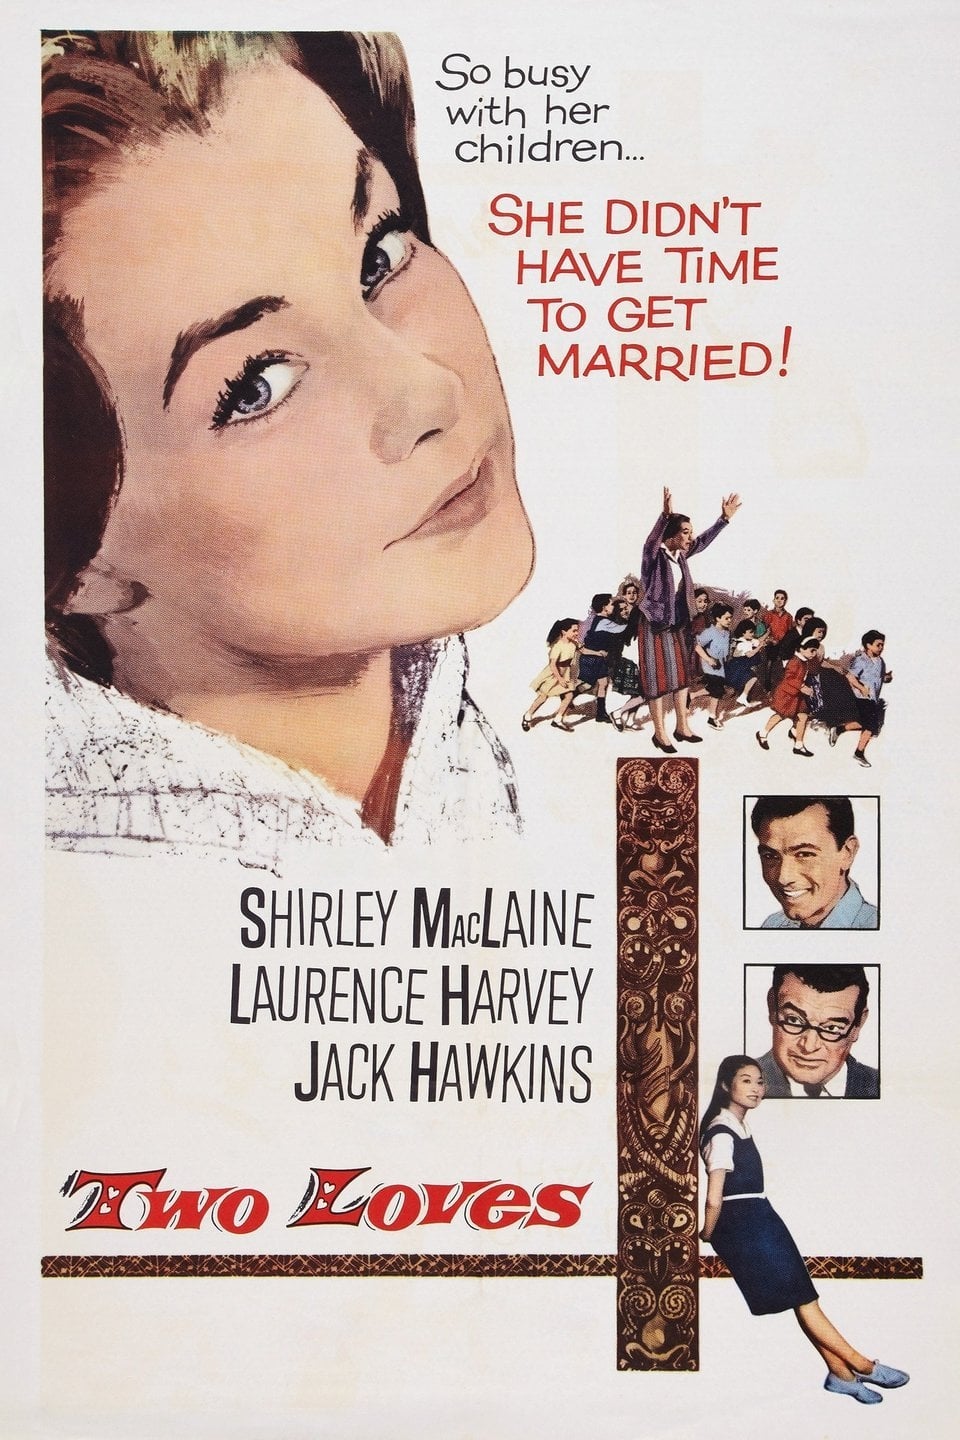 So busy
with her
children...
SHE DIDN'T
HAVE TIME
TO GET
MARRIED!
SHIRLEY MACLAINE
LAURENCE HARVEY
JACK HAWKINS
"Two Loves"